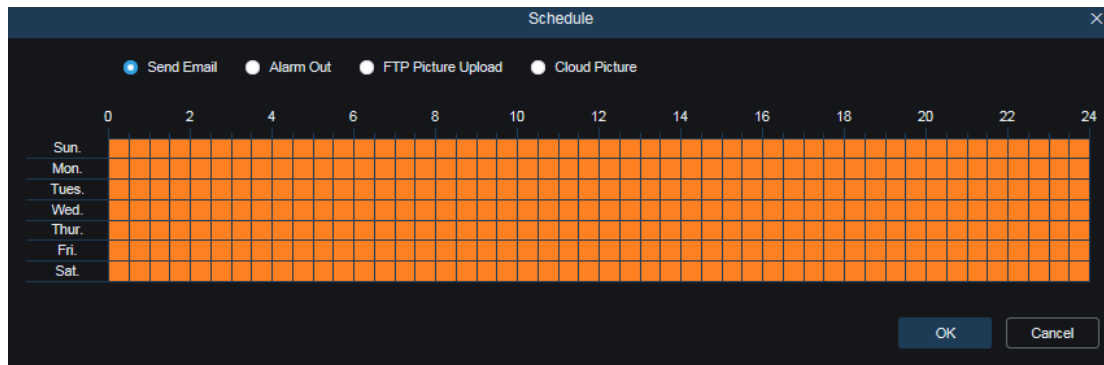 Schedule
Send Email Alarm Out FTP Picture Upload Cloud Picture
0 2 4 6 8 10 12 14 16 18 20 22 24
Sun.
Mon.
Tues.
Wed.
Thur.
Fri.
Sat.
OK Cancel